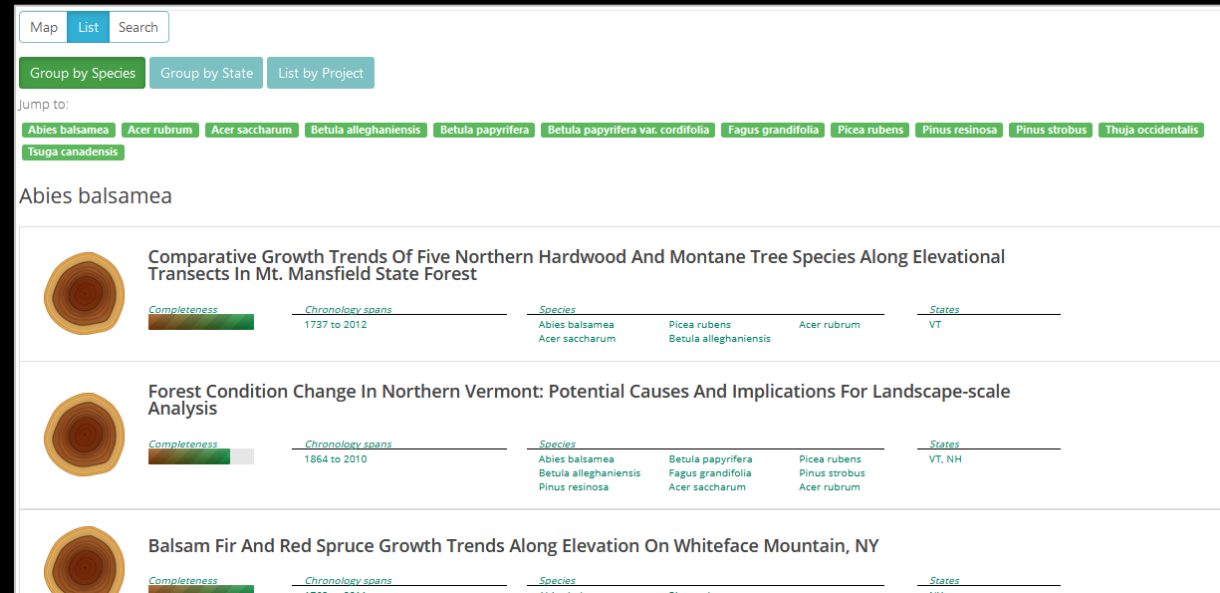 Map List Search
Group by Species Group by State List by Project
Jump to:
Abies balsamea Acer rubrum Acer saccharum Betula alleghaniensis Betula papyrifera Betula papyrifera var. cordifolia Fagus grandifolia Picea rubens Pinus resinosa Pinus strobus Thuja occidentalis
Tsuga canadensis
Abies balsamea
Comparative Growth Trends Of Five Northern Hardwood And Montane Tree Species Along Elevational
Transects In Mt. Mansfield State Forest
Completeness Chronology spans Species States
1737 to 2012 Abies balsamea Picea rubens Acer rubrum VT
Acer saccharum Betula alleghaniensis
Forest Condition Change In Northern Vermont: Potential Causes And Implications For Landscape-scale
Analysis
Completeness Chronology spans Species States
1864 to 2010 Abies balsamea Betula papyrifera Picea rubens VT, NH
Betula alleghaniensis Fagus grandifolia Pinus strobus
Pinus resinosa Acer saccharum Acer rubrum
Balsam Fir And Red Spruce Growth Trends Along Elevation On Whiteface Mountain, NY
Completeness Chronology spans Species States